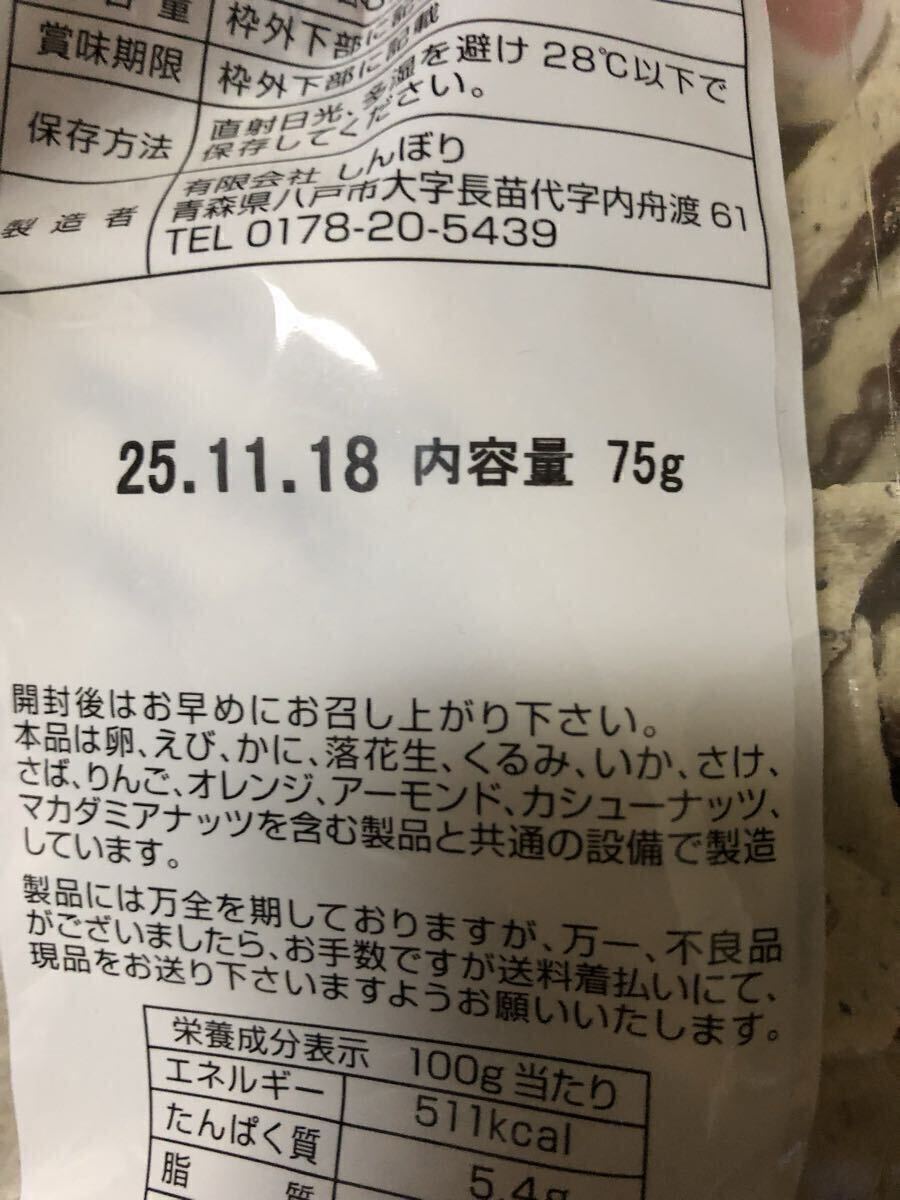 容量 枠外下部に記載
賞味期限 枠外下部に記載
保存方法 直射日光、多湿を避け 28℃以下で
保存してください。
製造者 有限会社 しんぼり
青森県八戸市大字長苗代字内舟渡 61
TEL 0178-20-5439
25.11.18 内容量 75g
開封後はお早めにお召し上がり下さい。
本品は卵、えび、かに、落花生、くるみ、いか、さけ、
さば、りんご、オレンジ、アーモンド、カシューナッツ、
マカダミアナッツを含む製品と共通の設備で製造
しています。
製品には万全を期しておりますが、万一、不良品
がございましたら、お手数ですが送料着払いにて、
現品をお送り下さいますようお願いいたします。
栄養成分表示 100g当たり
エネルギー 511kcal
たんぱく質 5.4g
脂質